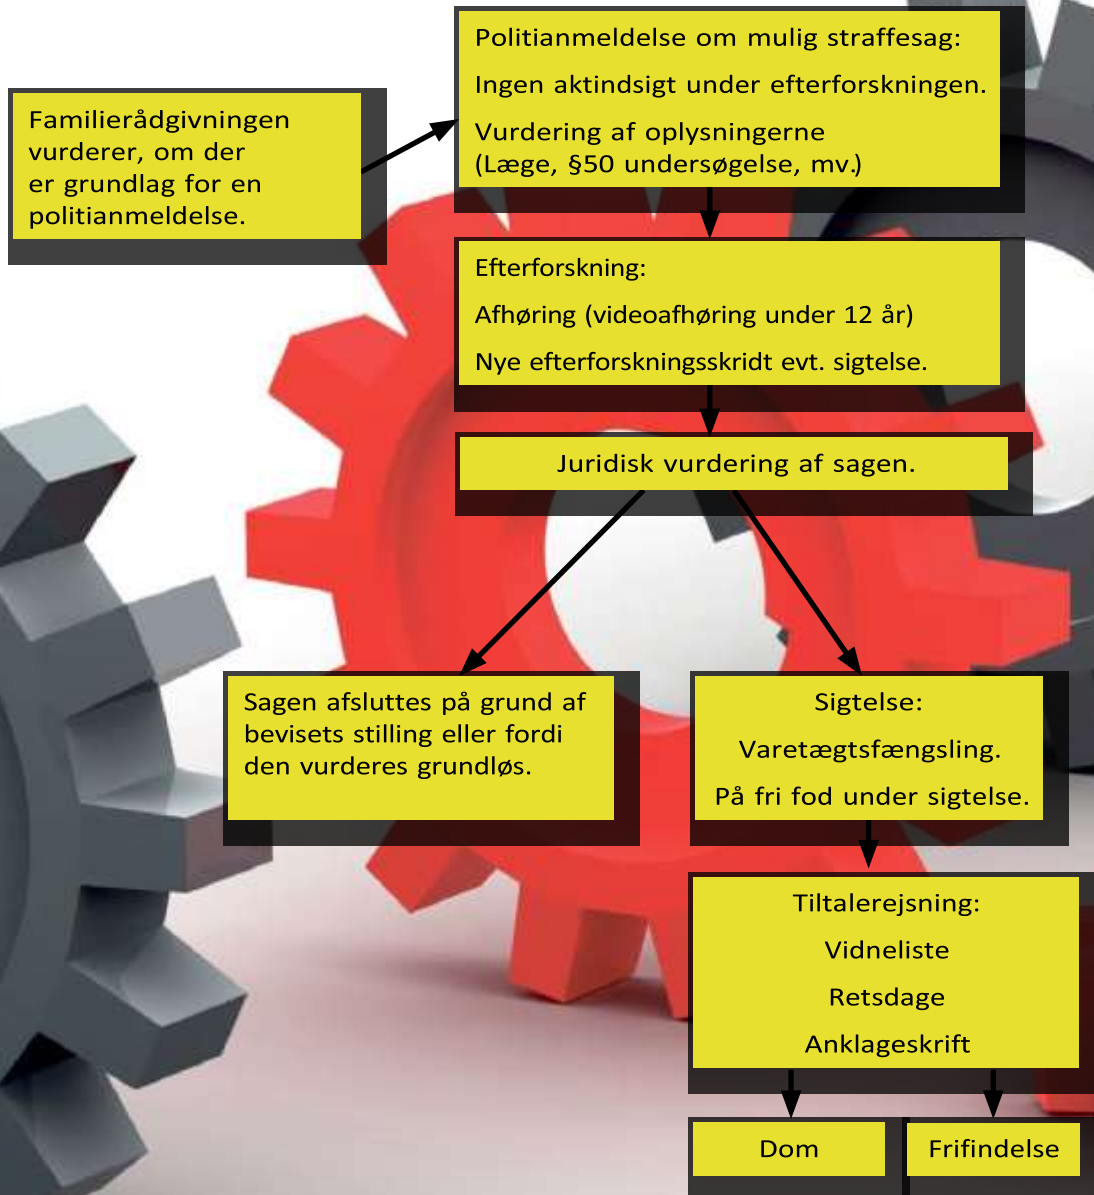 Familierådgivningen
vurderer, om der
er grundlag for en
politianmeldelse.
Politianmeldelse om mulig straffesag:
Ingen aktindsigt under efterforskningen.
Vurdering af oplysningerne
(Læge, §50 undersøgelse, mv.)
Efterforskning:
Afhøring (videoafhøring under 12 år)
Nye efterforskningsskridt evt. sigtelse.
Juridisk vurdering af sagen.
Sagen afsluttes på grund af
bevisets stilling eller fordi
den vurderes grundløs.
Sigtelse:
Varetægtsfængsling.
På fri fod under sigtelse.
Tiltalerejsning:
Vidneliste
Retsdage
Anklageskrift
Dom
Frifindelse